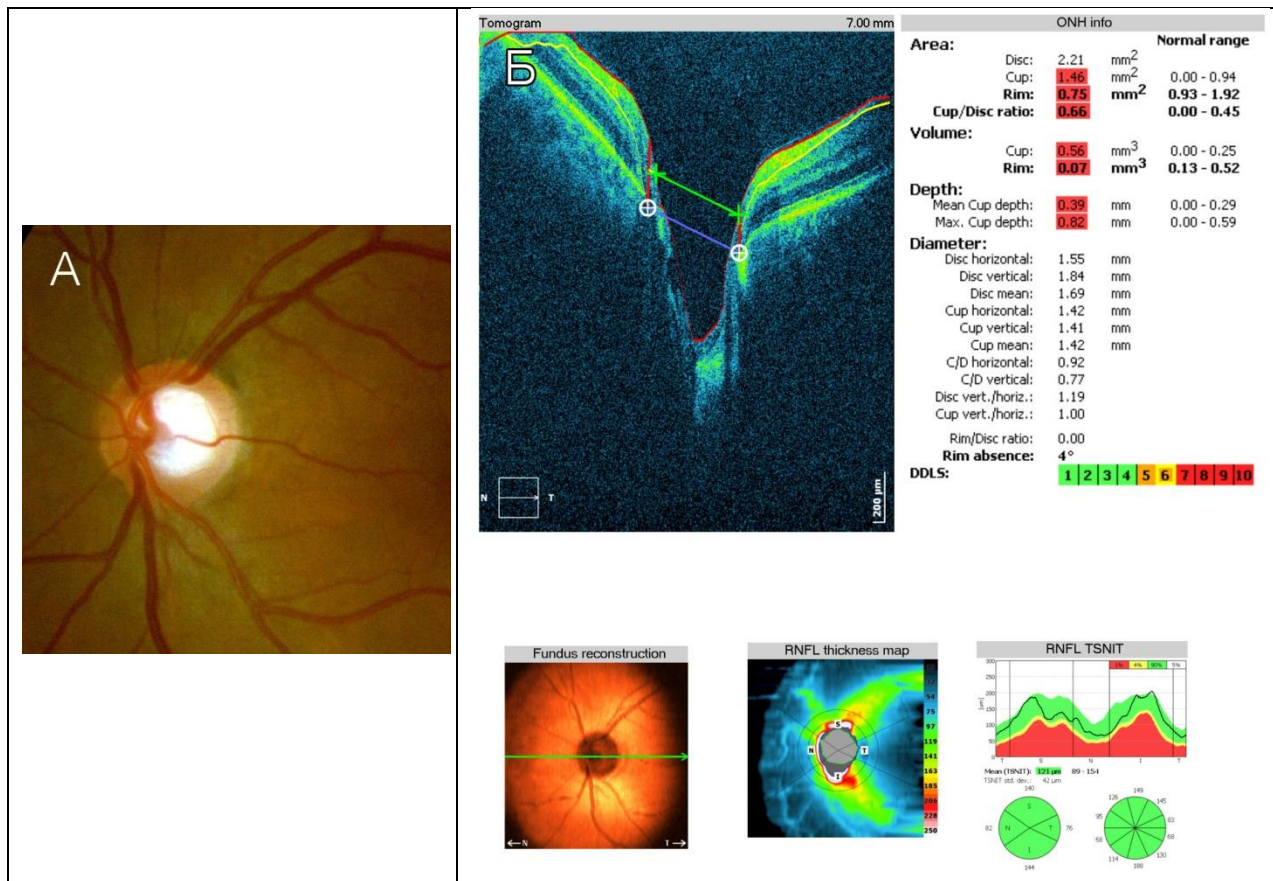 А
Tomogram 7.00 mm
Б
N T
200 µm
ONH info
Normal range
Area:
Disc: 2.21 mm2
Cup: 1.46 mm2 0.00 - 0.94
Rim: 0.75 mm2 0.93 - 1.92
Cup/Disc ratio: 0.66 0.00 - 0.45
Volume:
Cup: 0.56 mm3 0.00 - 0.25
Rim: 0.07 mm3 0.13 - 0.52
Depth:
Mean Cup depth: 0.39 mm 0.00 - 0.29
Max. Cup depth: 0.82 mm 0.00 - 0.59
Diameter:
Disc horizontal: 1.55 mm
Disc vertical: 1.84 mm
Disc mean: 1.69 mm
Cup horizontal: 1.42 mm
Cup vertical: 1.41 mm
Cup mean: 1.42 mm
C/D horizontal: 0.92
C/D vertical: 0.77
Disc vert./horiz.: 1.19
Cup vert./horiz.: 1.00
Rim/Disc ratio: 0.00
Rim absence: 4°
DDLS: 1 2 3 4 5 6 7 8 9 10
Fundus reconstruction
N T
RNFL thickness map
S
N T
I
54
75
97
119
141
163
185
206
228
250
RNFL TSNIT
1% 4% 90% 5%
300
250
200
150
100
50
0
[µm]
T S N I T
Mean (TSNIT): 121 µm 89 - 154
TSNIT std. dev.: 42 µm
140
S
82 N T 76
I
144
149
126 145
95 83
68 68
114 130
188